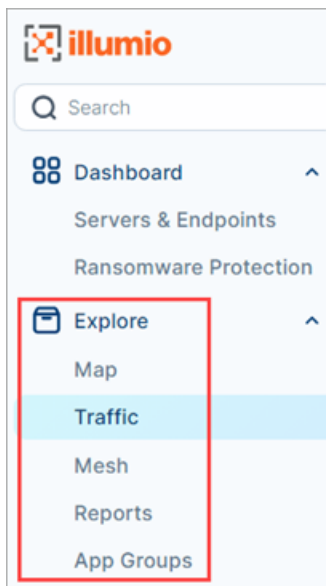 illumio
Search
Dashboard
Servers & Endpoints
Ransomware Protection
Explore
Map
Traffic
Mesh
Reports
App Groups